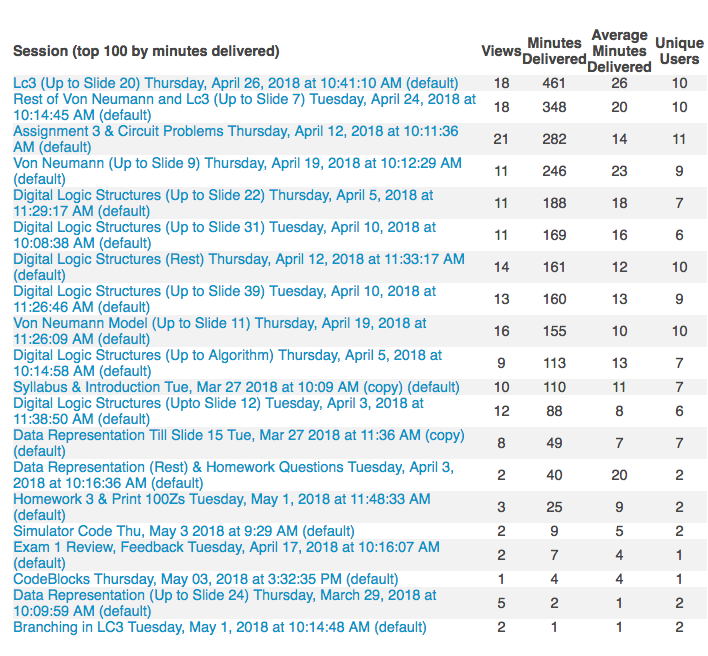 Session (top 100 by minutes delivered) Views Minutes Delivered Average Minutes Delivered Unique Users
Lc3 (Up to Slide 20) Thursday, April 26, 2018 at 10:41:10 AM (default) 18 461 26 10
Rest of Von Neumann and Lc3 (Up to Slide 7) Tuesday, April 24, 2018 at
10:14:45 AM (default) 18 348 20 10
Assignment 3 & Circuit Problems Thursday, April 12, 2018 at 10:11:36
AM (default) 21 282 14 11
Von Neumann (Up to Slide 9) Thursday, April 19, 2018 at 10:12:29 AM
(default) 11 246 23 9
Digital Logic Structures (Up to Slide 22) Thursday, April 5, 2018 at
11:29:17 AM (default) 11 188 18 7
Digital Logic Structures (Up to Slide 31) Tuesday, April 10, 2018 at
10:08:38 AM (default) 11 169 16 6
Digital Logic Structures (Rest) Thursday, April 12, 2018 at 11:33:17 AM
(default) 14 161 12 10
Digital Logic Structures (Up to Slide 39) Tuesday, April 10, 2018 at
11:26:46 AM (default) 13 160 13 9
Von Neumann Model (Up to Slide 11) Thursday, April 19, 2018 at
11:26:09 AM (default) 16 155 10 10
Digital Logic Structures (Up to Algorithm) Thursday, April 5, 2018 at
10:14:58 AM (default) 9 113 13 7
Syllabus & Introduction Tue, Mar 27 2018 at 10:09 AM (copy) (default) 10 110 11 7
Digital Logic Structures (Upto Slide 12) Tuesday, April 3, 2018 at
11:38:50 AM (default) 12 88 8 6
Data Representation Till Slide 15 Tue, Mar 27 2018 at 11:36 AM (copy)
(default) 8 49 7 7
Data Representation (Rest) & Homework Questions Tuesday, April 3,
2018 at 10:16:36 AM (default) 2 40 20 2
Homework 3 & Print 100Zs Tuesday, May 1, 2018 at 11:48:33 AM
(default) 3 25 9 2
Simulator Code Thu, May 3 2018 at 9:29 AM (default) 2 9 5 2
Exam 1 Review, Feedback Tuesday, April 17, 2018 at 10:16:07 AM
(default) 2 7 4 1
CodeBlocks Thursday, May 03, 2018 at 3:32:35 PM (default) 1 4 4 1
Data Representation (Up to Slide 24) Thursday, March 29, 2018 at
10:09:59 AM (default) 5 2 1 2
Branching in LC3 Tuesday, May 1, 2018 at 10:14:48 AM (default) 2 1 1 2